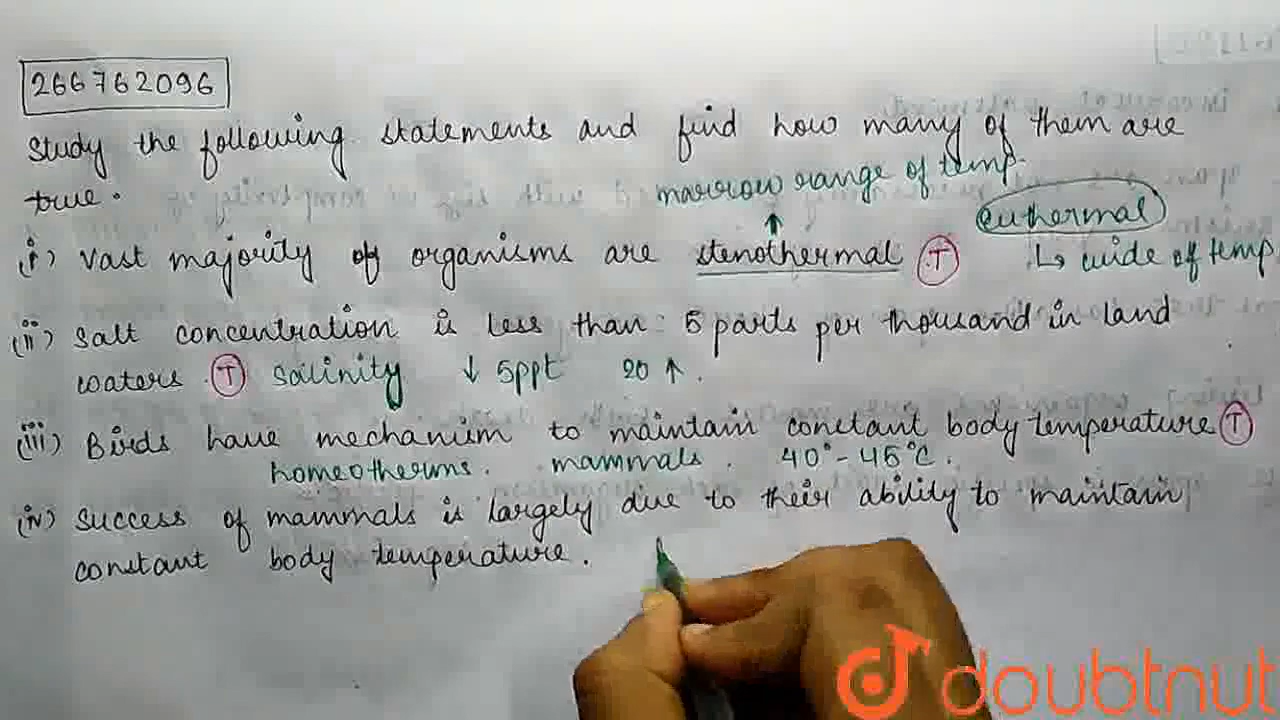 266762096
Study the following statements and find how many of them are
true.
narrow range of temp.
euthermal
(i) Vast majority of organisms are stenothermal (T)
↳ wide of temp
(ii) Salt concentration is less than 5 parts per thousand in land
waters. (T) Salinity ↓ 5ppt 20 ↑.
(iii) Birds have mechanism to maintain constant body temperature (T)
homeotherms. mammals. 40°-45°C.
(iv) Success of mammals is largely due to their ability to maintain
constant body temperature.
doubtnut